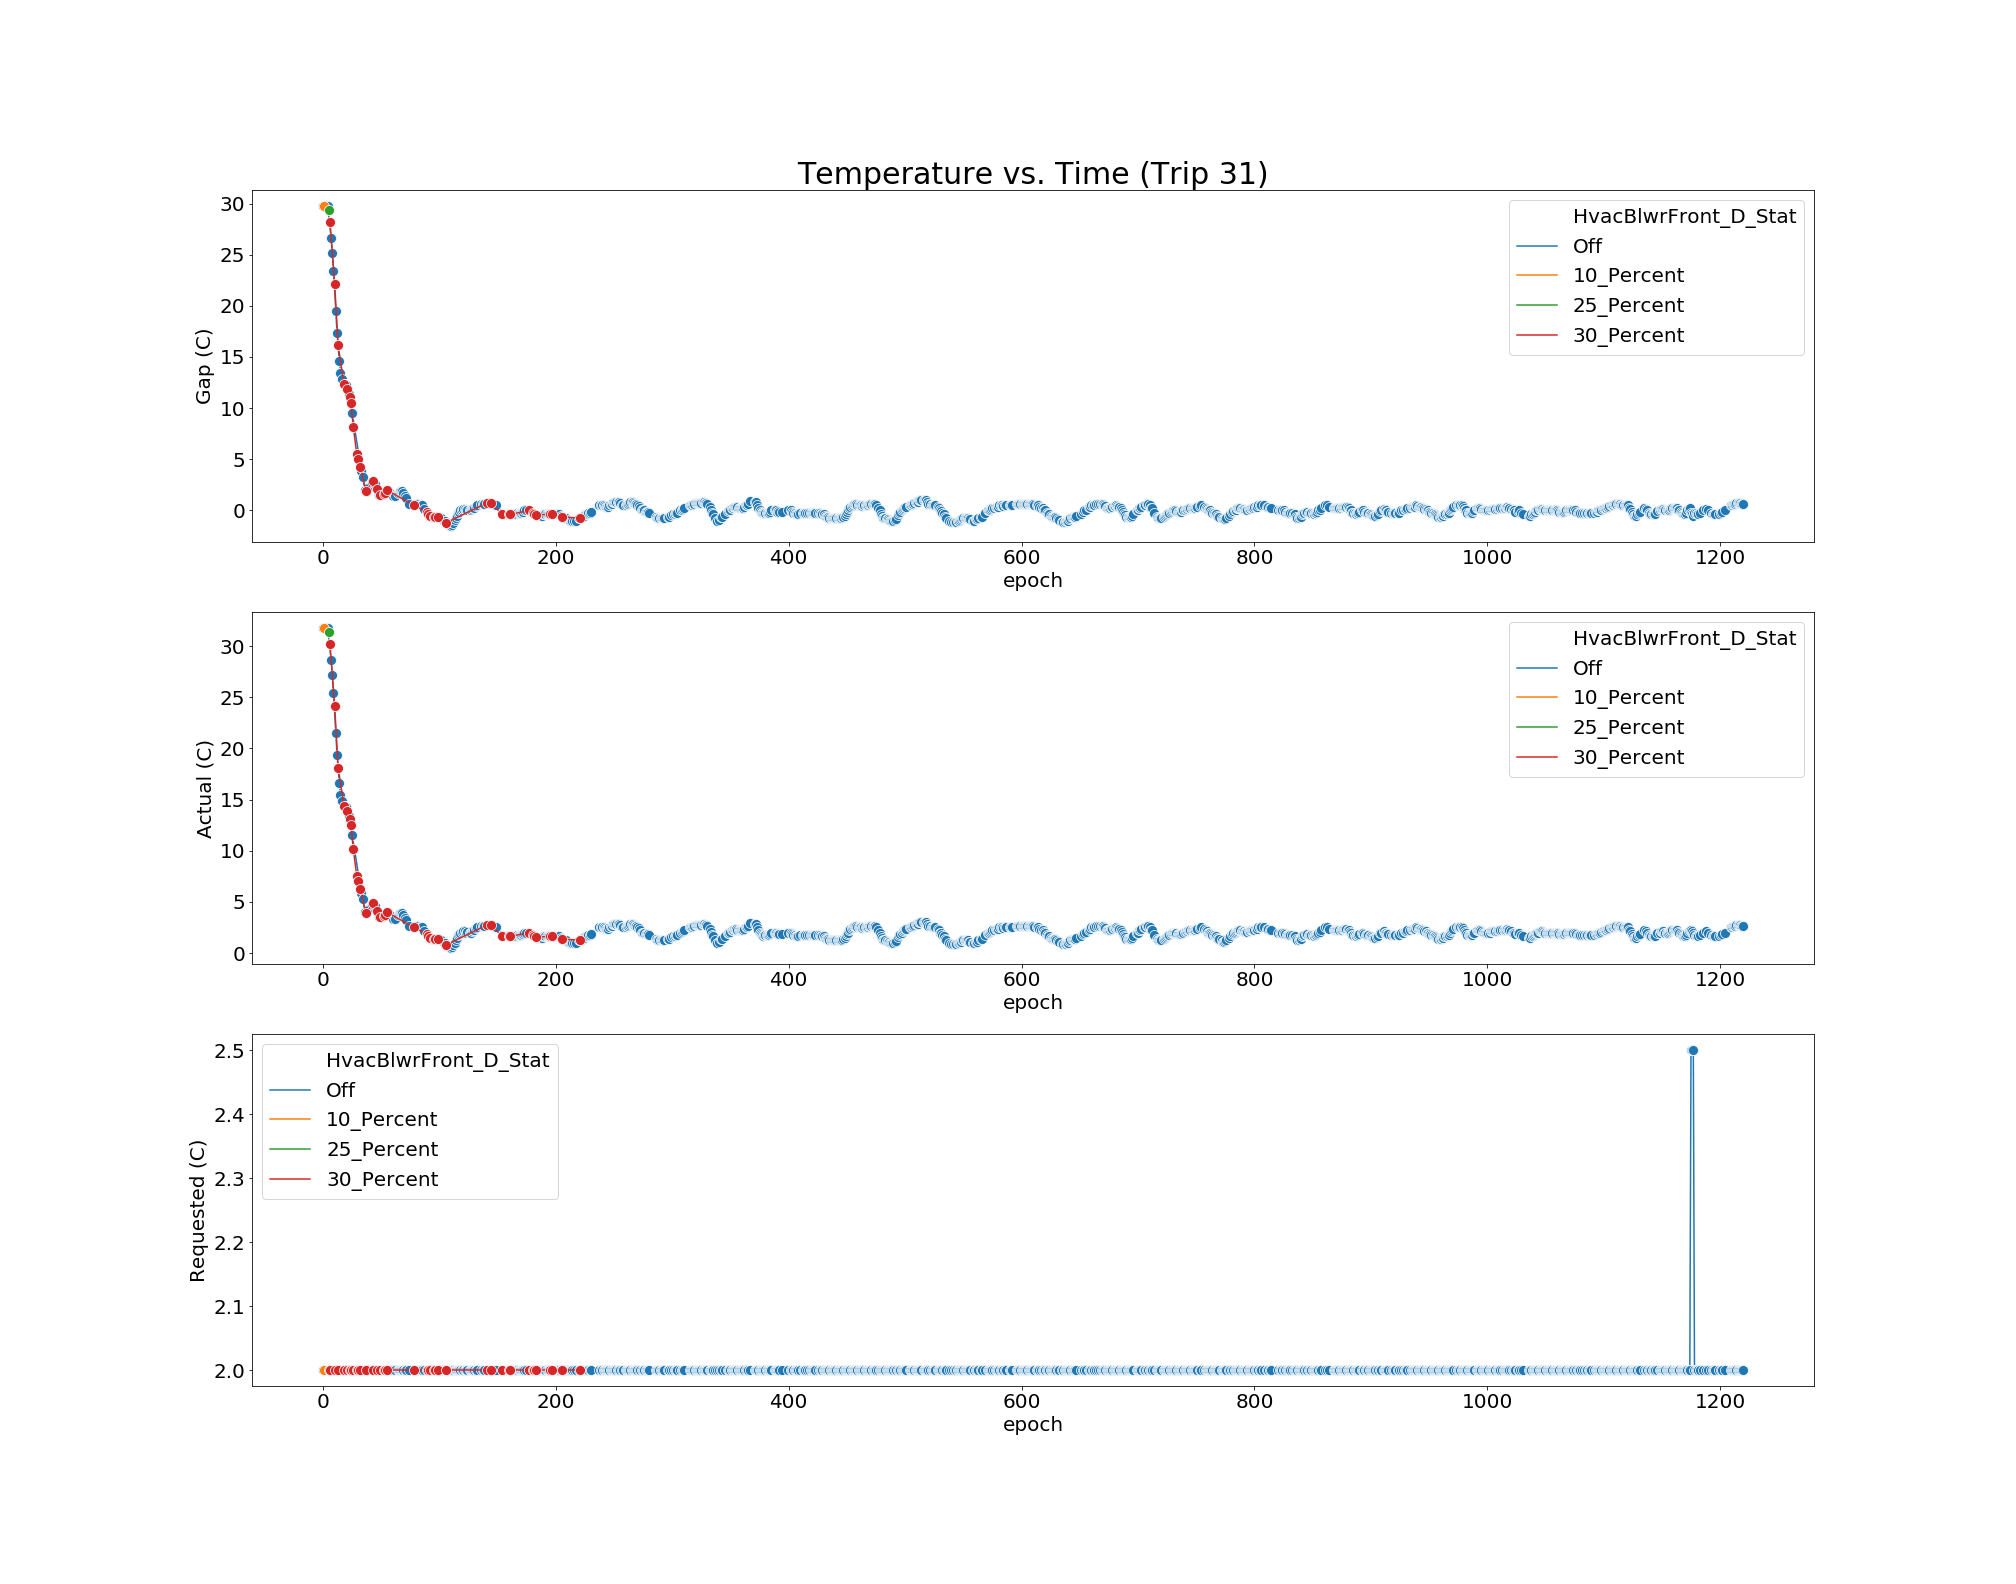 Temperature vs. Time (Trip 31)
30
25
20
15
10
5
0
Gap (C)
HvacBlwrFront_D_Stat
Off
10_Percent
25_Percent
30_Percent
0 200 400 600 800 1000 1200
epoch
30
25
20
15
10
5
0
Actual (C)
HvacBlwrFront_D_Stat
Off
10_Percent
25_Percent
30_Percent
0 200 400 600 800 1000 1200
epoch
2.5
2.4
2.3
2.2
2.1
2.0
Requested (C)
HvacBlwrFront_D_Stat
Off
10_Percent
25_Percent
30_Percent
0 200 400 600 800 1000 1200
epoch